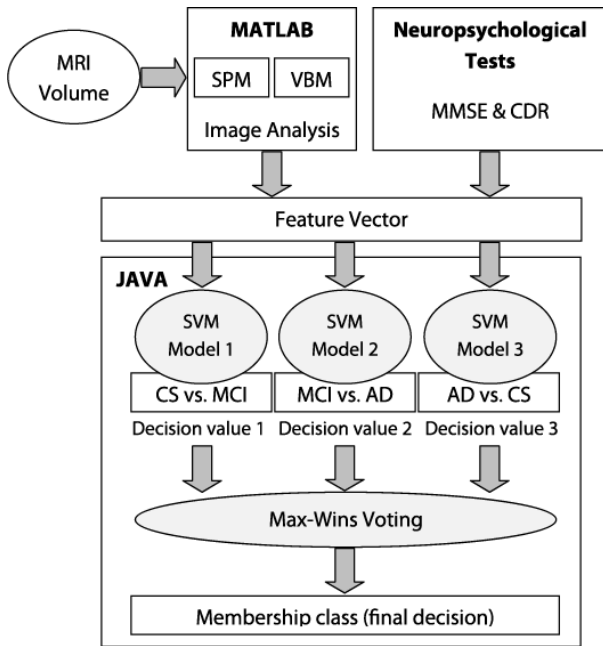 MRI
Volume
MATLAB
SPM
VBM
Image Analysis
Neuropsychological
Tests
MMSE & CDR
Feature Vector
JAVA
SVM
Model 1
SVM
Model 2
SVM
Model 3
CS vs. MCI
MCI vs. AD
AD vs. CS
Decision value 1
Decision value 2
Decision value 3
Max-Wins Voting
Membership class (final decision)